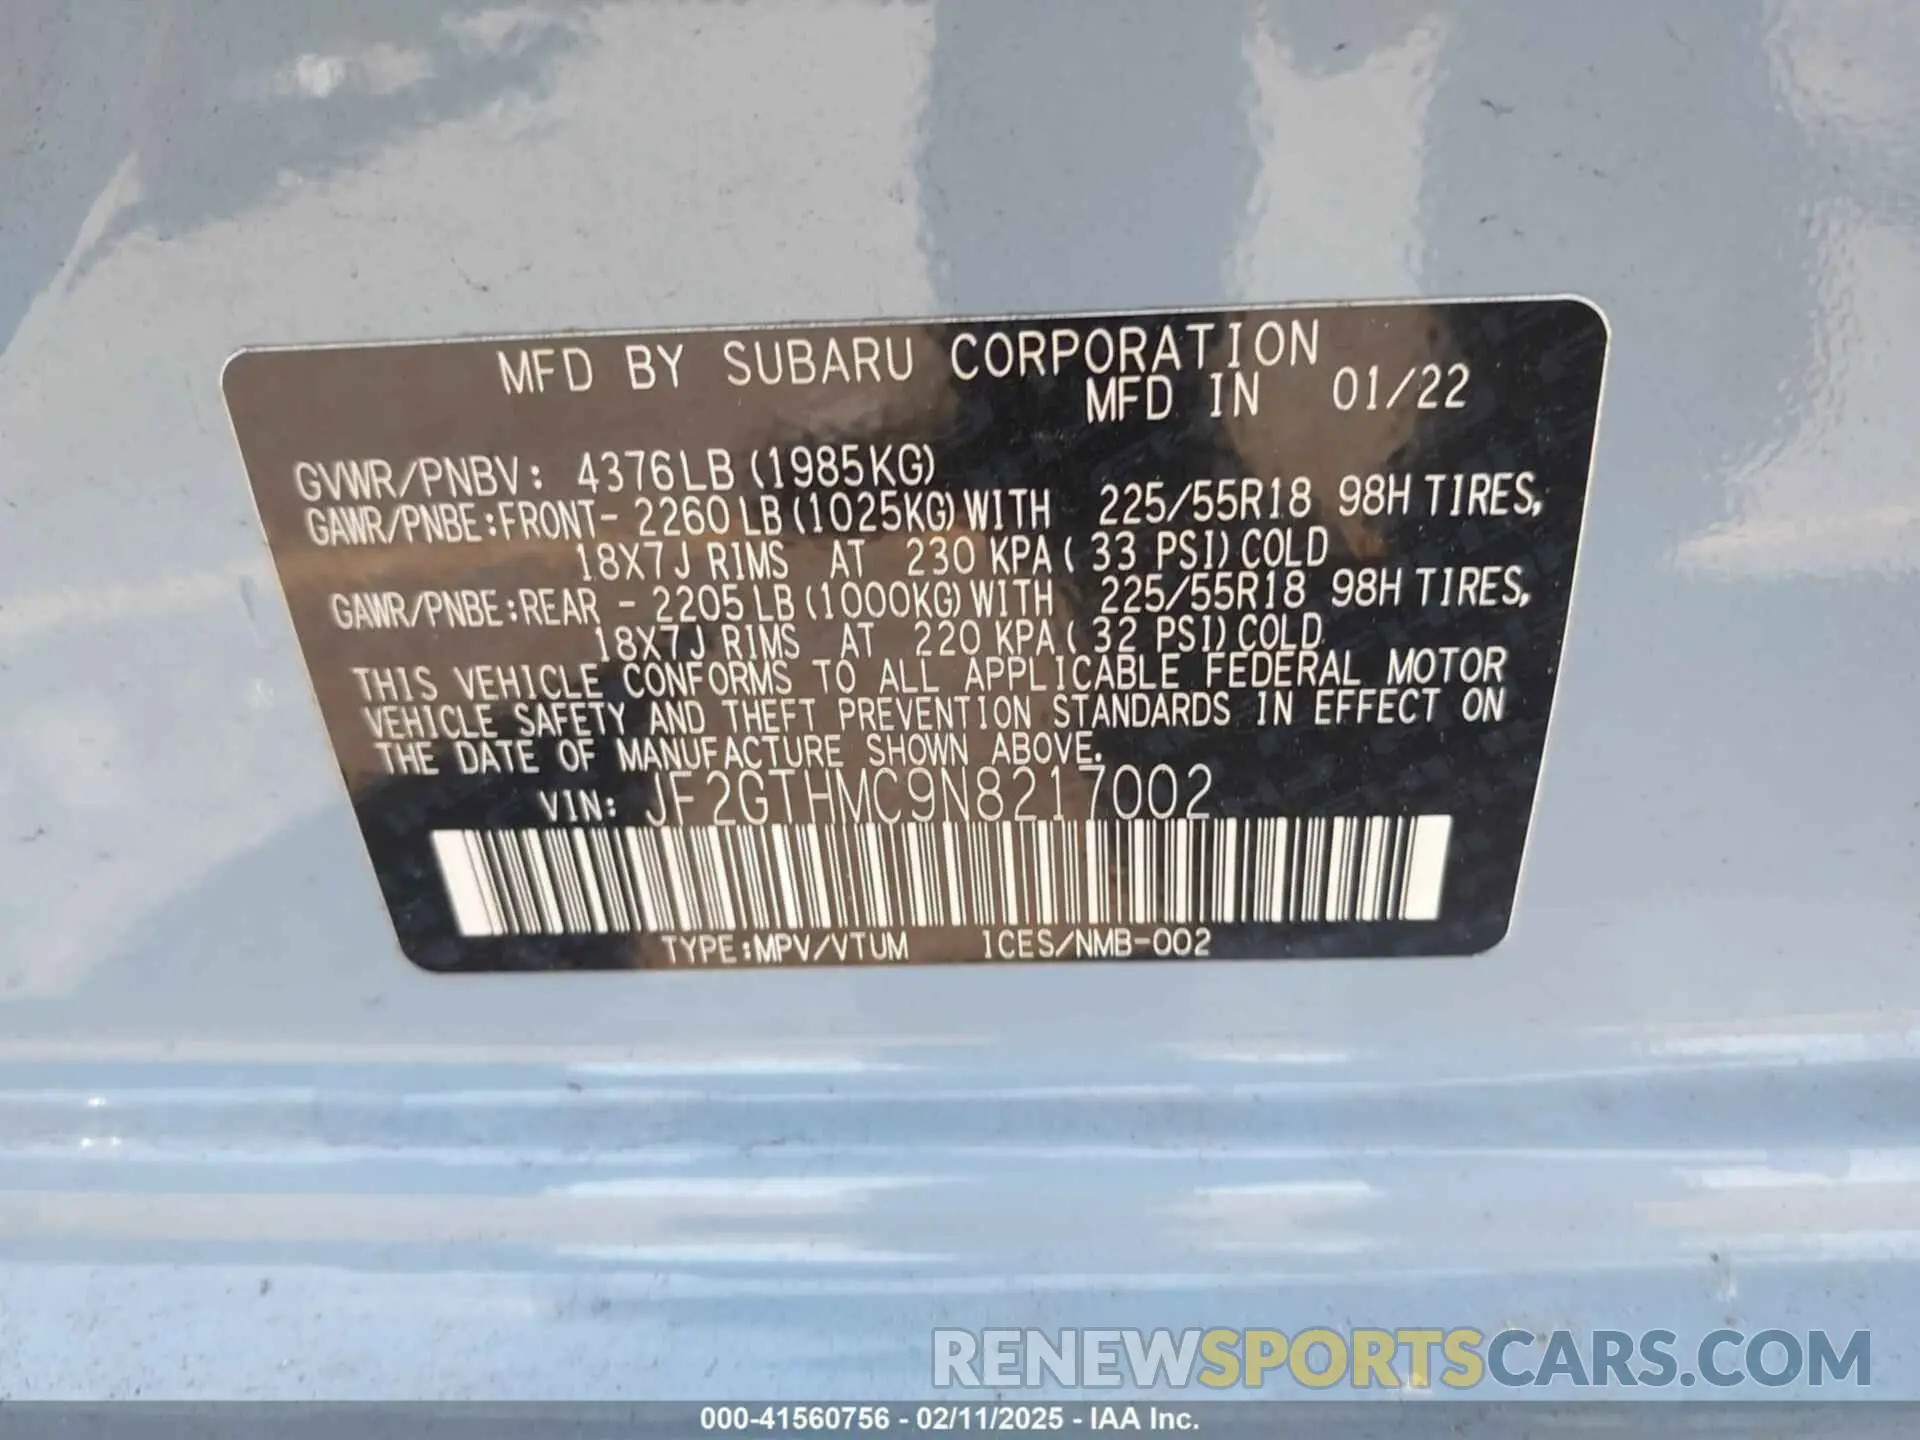 MFD BY SUBARU CORPORATION
MFD IN 01/22
GVWR/PNBV: 4376LB (1985KG)
GAWR/PNBE:FRONT- 2260LB (1025KG) WITH 225/55R18 98H TIRES,
18X7J RIMS AT 230 KPA ( 33 PSI) COLD
GAWR/PNBE:REAR - 2205LB (1000KG) WITH 225/55R18 98H TIRES,
18X7J RIMS AT 220 KPA ( 32 PSI) COLD
THIS VEHICLE CONFORMS TO ALL APPLICABLE FEDERAL MOTOR
VEHICLE SAFETY AND THEFT PREVENTION STANDARDS IN EFFECT ON
THE DATE OF MANUFACTURE SHOWN ABOVE.
VIN: JF2GTHMC9N8217002
TYPE:MPV/VTUM ICES/NMB-002
RENEWSPORTSCARS.COM
000-41560756 - 02/11/2025 - IAA Inc.